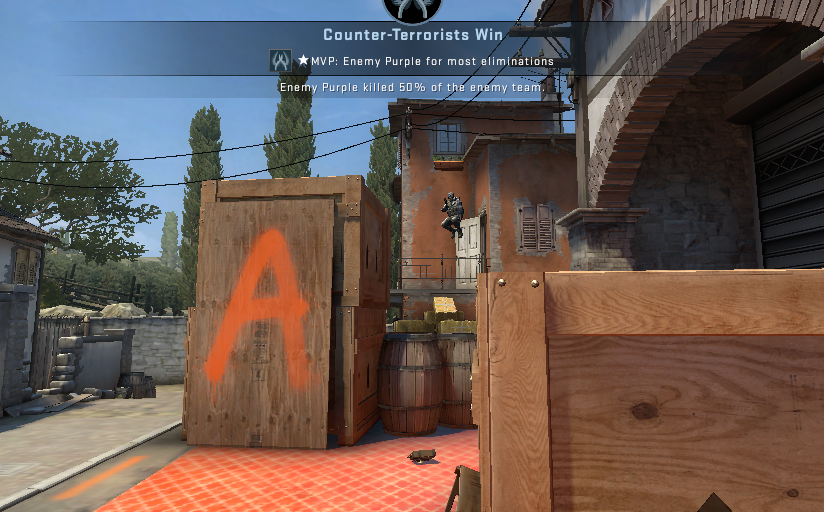 Counter-Terrorists Win
★MVP: Enemy Purple for most eliminations
Enemy Purple killed 50% of the enemy team.
A